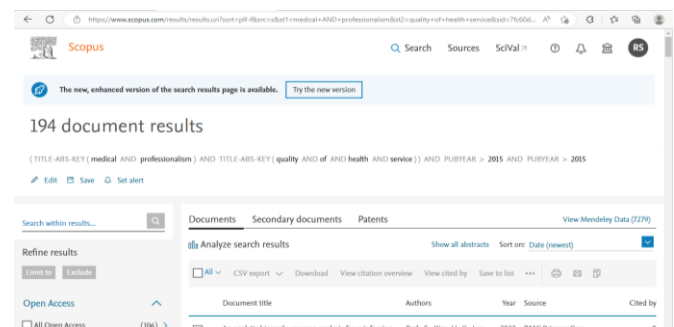 https://www.scopus.com/results/results.uri?sort=plf-f&src=s&st1=medical+AND+professionalism&st2=quality+of+health+service&sid=7fc60d...
Scopus
Search Sources SciVal RS
The new, enhanced version of the search results page is available. Try the new version
194 document results
( TITLE-ABS-KEY ( medical AND professionalism ) AND TITLE-ABS-KEY ( quality AND of AND health AND service ) ) AND PUBYEAR > 2015 AND PUBYEAR > 2015
Edit Save Set alert
Search within results...
Documents Secondary documents Patents View Mendeley Data (7279)
Analyze search results Show all abstracts Sort on: Date (newest)
Refine results
Limit to Exclude
All CSV export Download View citation overview View cited by Save to list ...
Open Access
Document title Authors Year Source Cited by
All Open Access (106)